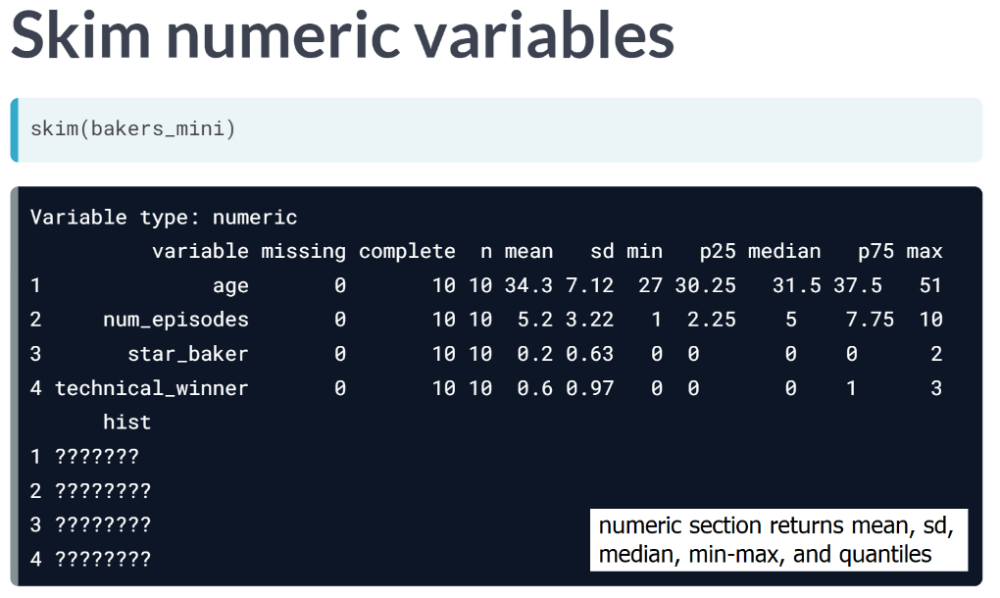 Skim numeric variables
skim(bakers_mini)
Variable type: numeric
variable missing complete n mean sd min p25 median p75 max
1 age 0 10 10 34.3 7.12 27 30.25 31.5 37.5 51
2 num_episodes 0 10 10 5.2 3.22 1 2.25 5 7.75 10
3 star_baker 0 10 10 0.2 0.63 0 0 0 0 2
4 technical_winner 0 10 10 0.6 0.97 0 0 0 1 3
hist
1 ???????
2 ????????
3 ????????
4 ????????
numeric section returns mean, sd,
median, min-max, and quantiles